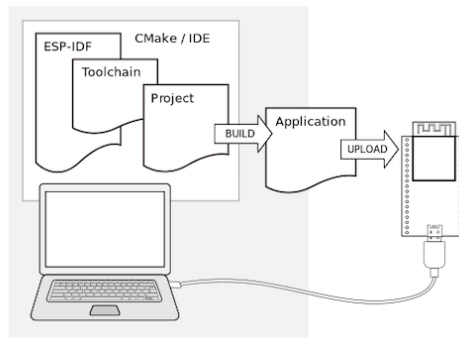 ESP-IDF
CMake / IDE
Toolchain
Project
BUILD
Application
UPLOAD